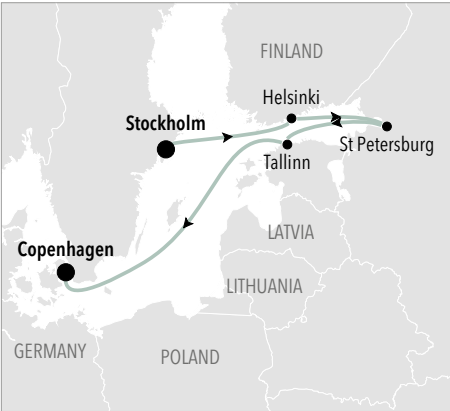 FINLAND
Helsinki
Stockholm
St Petersburg
Tallinn
LATVIA
Copenhagen
LITHUANIA
GERMANY
POLAND